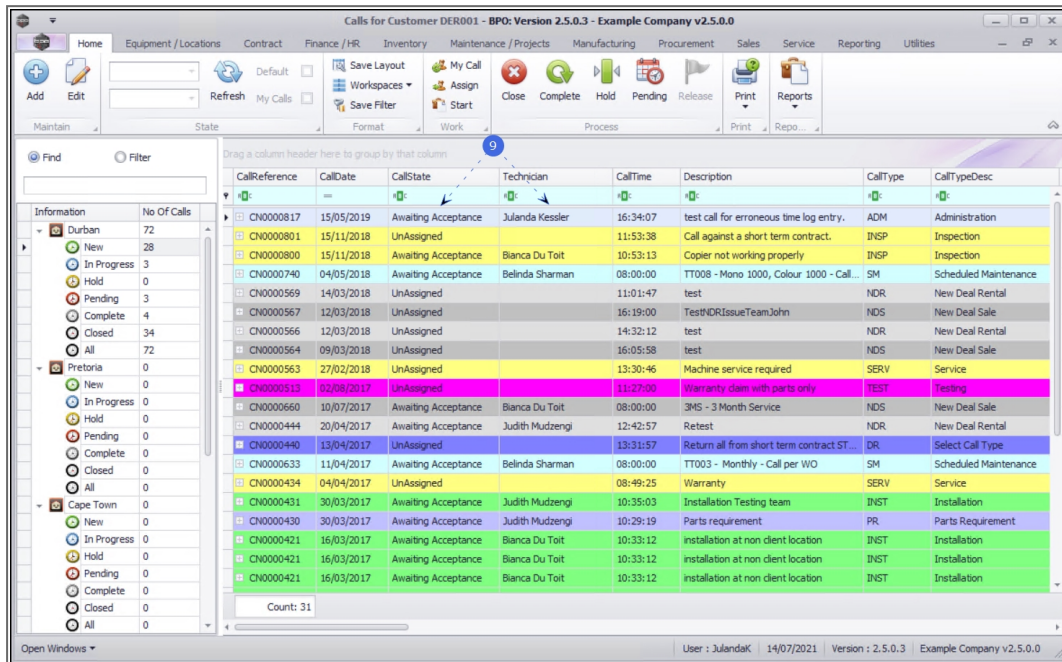 Calls for Customer DER001 - BPO: Version 2.5.0.3 - Example Company v2.5.0.0
Home Equipment / Locations Contract Finance / HR Inventory Maintenance / Projects Manufacturing Procurement Sales Service Reporting Utilities
Add Edit Refresh Default My Calls Save Layout Workspaces Save Filter My Call Assign Start Close Complete Hold Pending Release Print Reports
Maintain State Format Work Process Print Repo...
Find Filter
Drag a column header here to group by that column
9
CallReference CallDate CallState Technician CallTime Description CallType CallTypeDesc
Information No Of Calls
Durban 72
New 28
In Progress 3
Hold 0
Pending 3
Complete 4
Closed 34
All 72
Pretoria 0
New 0
In Progress 0
Hold 0
Pending 0
Complete 0
Closed 0
All 0
Cape Town 0
New 0
In Progress 0
Hold 0
Pending 0
Complete 0
Closed 0
All 0
CN0000817 15/05/2019 Awaiting Acceptance Julanda Kessler 16:34:07 test call for erroneous time log entry. ADM Administration
CN0000801 15/11/2018 UnAssigned 11:53:38 Call against a short term contract. INSP Inspection
CN0000800 15/11/2018 Awaiting Acceptance Bianca Du Toit 10:53:13 Copier not working properly INSP Inspection
CN0000740 04/05/2018 Awaiting Acceptance Belinda Sharman 08:00:00 TT008 - Mono 1000, Colour 1000 - Call... SM Scheduled Maintenance
CN0000569 14/03/2018 UnAssigned 11:01:47 test NDR New Deal Rental
CN0000567 12/03/2018 UnAssigned 16:19:00 TestNDRIssueTeamJohn NDS New Deal Sale
CN0000566 12/03/2018 UnAssigned 14:32:12 test NDR New Deal Rental
CN0000564 09/03/2018 UnAssigned 16:05:58 test NDS New Deal Sale
CN0000563 27/02/2018 UnAssigned 13:30:46 Machine service required SERV Service
CN0000513 02/08/2017 UnAssigned 11:27:00 Warranty claim with parts only TEST Testing
CN0000660 10/07/2017 Awaiting Acceptance Bianca Du Toit 08:00:00 3MS - 3 Month Service NDS New Deal Sale
CN0000444 20/04/2017 Awaiting Acceptance Judith Mudzengi 12:42:57 Retest NDR New Deal Rental
CN0000440 13/04/2017 UnAssigned 13:31:57 Return all from short term contract ST... DR Select Call Type
CN0000633 11/04/2017 Awaiting Acceptance Belinda Sharman 08:00:00 TT003 - Monthly - Call per WO SM Scheduled Maintenance
CN0000434 04/04/2017 UnAssigned 08:49:25 Warranty SERV Service
CN0000431 30/03/2017 Awaiting Acceptance Judith Mudzengi 10:35:03 Installation Testing team INST Installation
CN0000430 30/03/2017 Awaiting Acceptance Judith Mudzengi 10:29:19 Parts requirement PR Parts Requirement
CN0000421 16/03/2017 Awaiting Acceptance Bianca Du Toit 10:33:12 installation at non client location INST Installation
CN0000421 16/03/2017 Awaiting Acceptance Bianca Du Toit 10:33:12 installation at non client location INST Installation
CN0000421 16/03/2017 Awaiting Acceptance Bianca Du Toit 10:33:12 installation at non client location INST Installation
Count: 31
Open Windows User : JulandaK 14/07/2021 Version : 2.5.0.3 Example Company v2.5.0.0